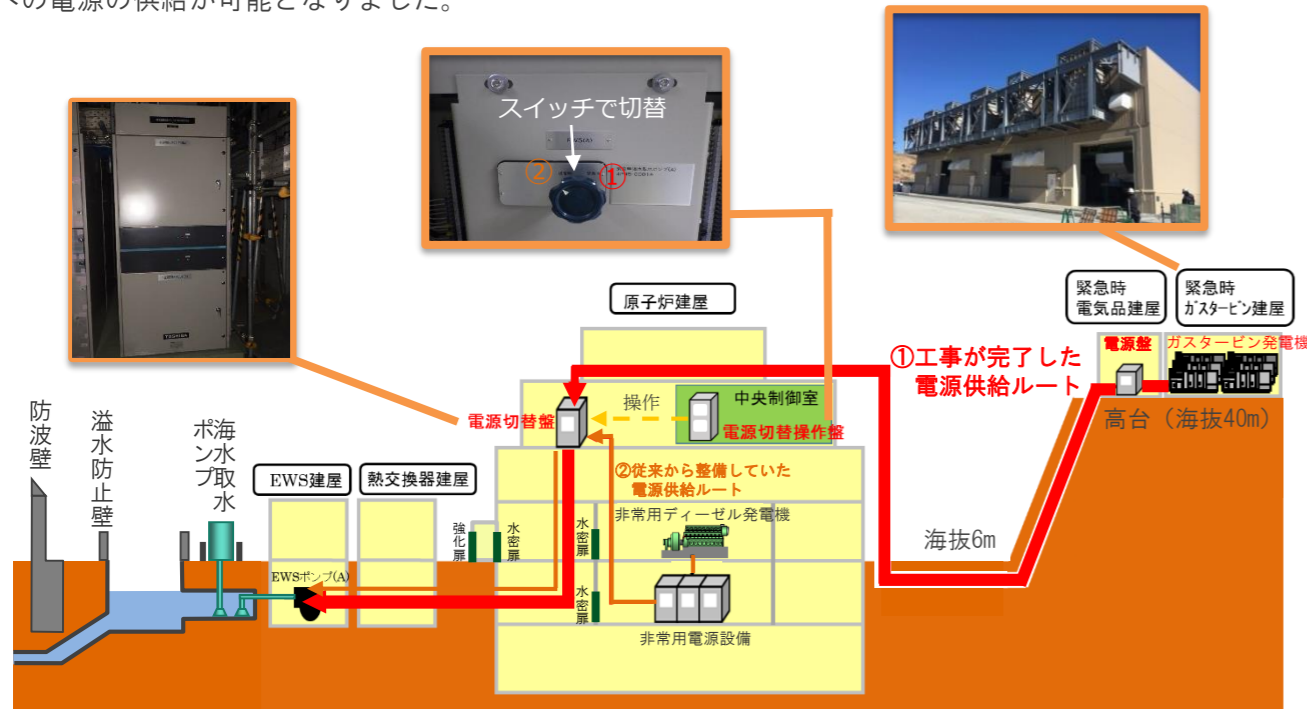 の電源の供給が可能となりました。
スイッチで切替
②
①
TOSHIBA
原子炉建屋
緊急時
電気品建屋
緊急時
ガスタービン建屋
電源盤
ガスタービン発電機
①工事が完了した
電源供給ルート
高台（海抜40m）
中央制御室
操作
電源切替盤
電源切替操作盤
②従来から整備していた
電源供給ルート
防波壁
溢水防止壁
海水取水
ポンプ
EWS建屋
熱交換器建屋
強化扉
水密扉
水密扉
非常用ディーゼル発電機
海抜6m
EWSポンプ(A)
水密扉
非常用電源設備